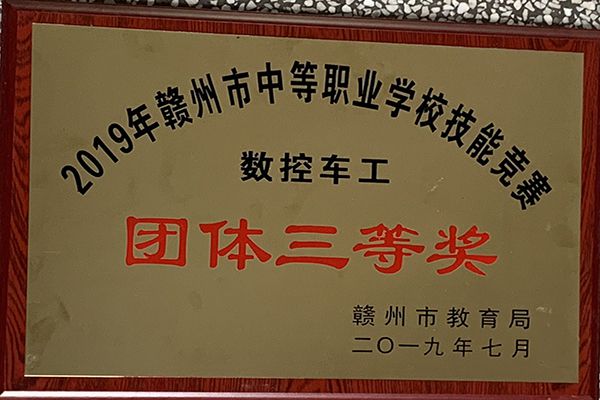 2019年赣州市中等职业学校技能竞赛
数控车工
团体三等奖
赣州市教育局
二〇一九年七月